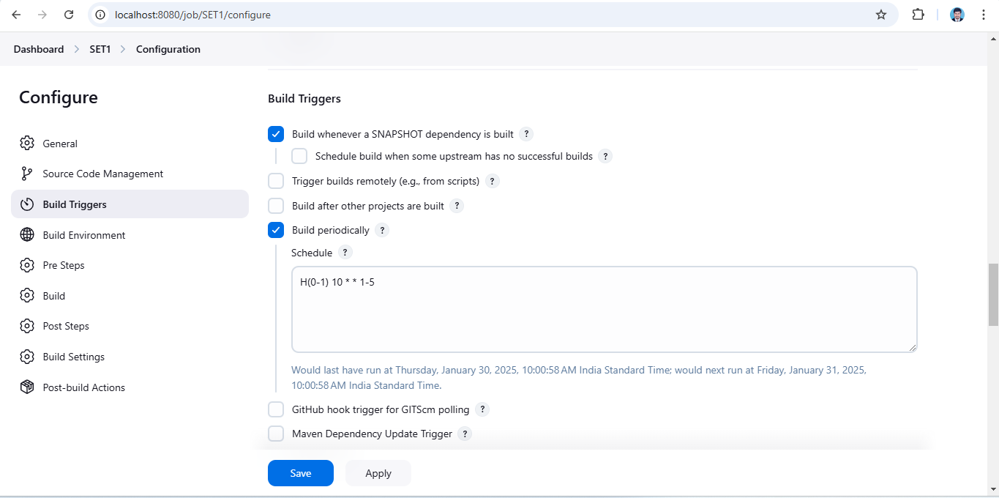 localhost:8080/job/SET1/configure
Dashboard > SET1 > Configuration
Configure
General
Source Code Management
Build Triggers
Build Environment
Pre Steps
Build
Post Steps
Build Settings
Post-build Actions
Build Triggers
Build whenever a SNAPSHOT dependency is built ?
Schedule build when some upstream has no successful builds ?
Trigger builds remotely (e.g., from scripts) ?
Build after other projects are built ?
Build periodically ?
Schedule ?
H(0-1) 10 * * 1-5
Would last have run at Thursday, January 30, 2025, 10:00:58 AM India Standard Time; would next run at Friday, January 31, 2025,
10:00:58 AM India Standard Time.
GitHub hook trigger for GITScm polling ?
Maven Dependency Update Trigger ?
Save
Apply